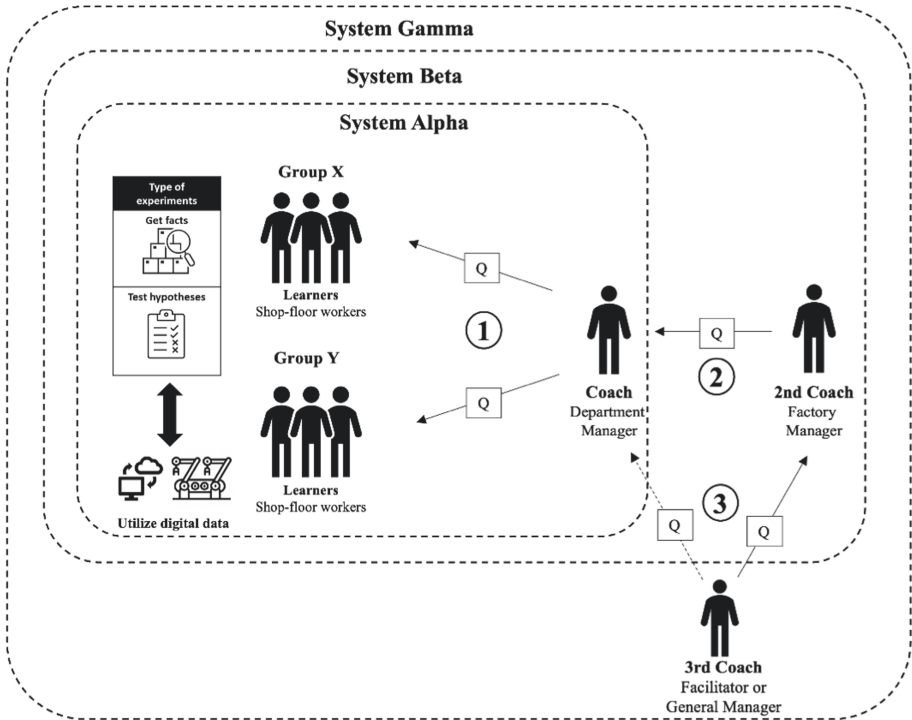 System Gamma
System Beta
System Alpha
Type of
experiments
Get facts
Test hypotheses
Utilize digital data
Group X
Learners
Shop-floor workers
Group Y
Learners
Shop-floor workers
Q
1
Q
Coach
Department
Manager
Q
2
2nd Coach
Factory
Manager
3
Q
Q
3rd Coach
Facilitator or
General Manager